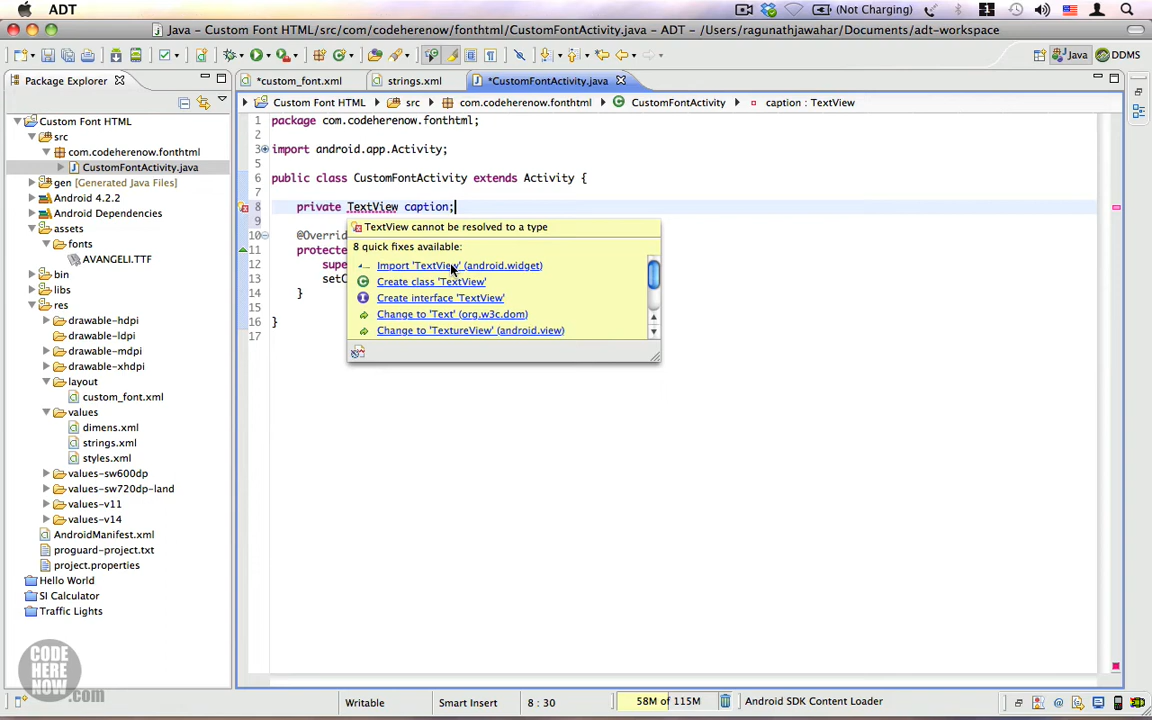 ADT
(Not Charging)
1
Java – Custom Font HTML/src/com/codeherenow/fonthtml/CustomFontActivity.java – ADT – /Users/ragunathjawahar/Documents/adt-workspace
Java
DDMS
Package Explorer
*custom_font.xml
strings.xml
*CustomFontActivity.java
Custom Font HTML
src
com.codeherenow.fonthtml
CustomFontActivity
caption : TextView
Custom Font HTML
src
com.codeherenow.fonthtml
CustomFontActivity.java
gen [Generated Java Files]
Android 4.2.2
Android Dependencies
assets
fonts
AVANGELI.TTF
bin
libs
res
drawable-hdpi
drawable-ldpi
drawable-mdpi
drawable-xhdpi
layout
custom_font.xml
values
dimens.xml
strings.xml
styles.xml
values-sw600dp
values-sw720dp-land
values-v11
values-v14
AndroidManifest.xml
proguard-project.txt
project.properties
Hello World
SI Calculator
Traffic Lights
1 package com.codeherenow.fonthtml;
2
3 import android.app.Activity;
5
6 public class CustomFontActivity extends Activity {
7
8 private TextView caption;
9
10 @Overrid
11 protecte
12 supe
13 setC
14 }
15
16 }
17
TextView cannot be resolved to a type
8 quick fixes available:
Import 'TextView' (android.widget)
Create class 'TextView'
Create interface 'TextView'
Change to 'Text' (org.w3c.dom)
Change to 'TextureView' (android.view)
CODE
HERE
NOW
.com
Writable
Smart Insert
8 : 30
58M of 115M
Android SDK Content Loader